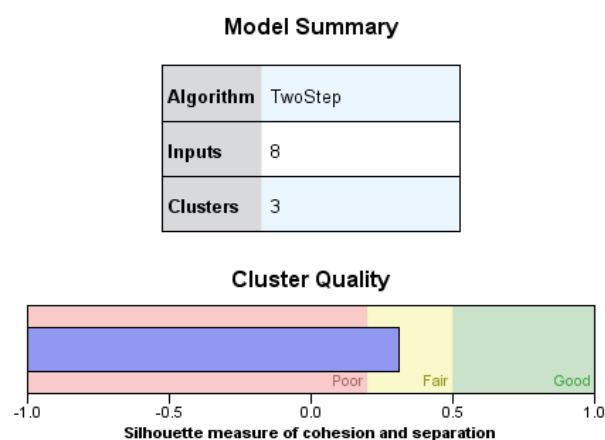 Model Summary
Algorithm TwoStep
Inputs 8
Clusters 3
Cluster Quality
Poor Fair Good
-1.0 -0.5 0.0 0.5 1.0
Silhouette measure of cohesion and separation